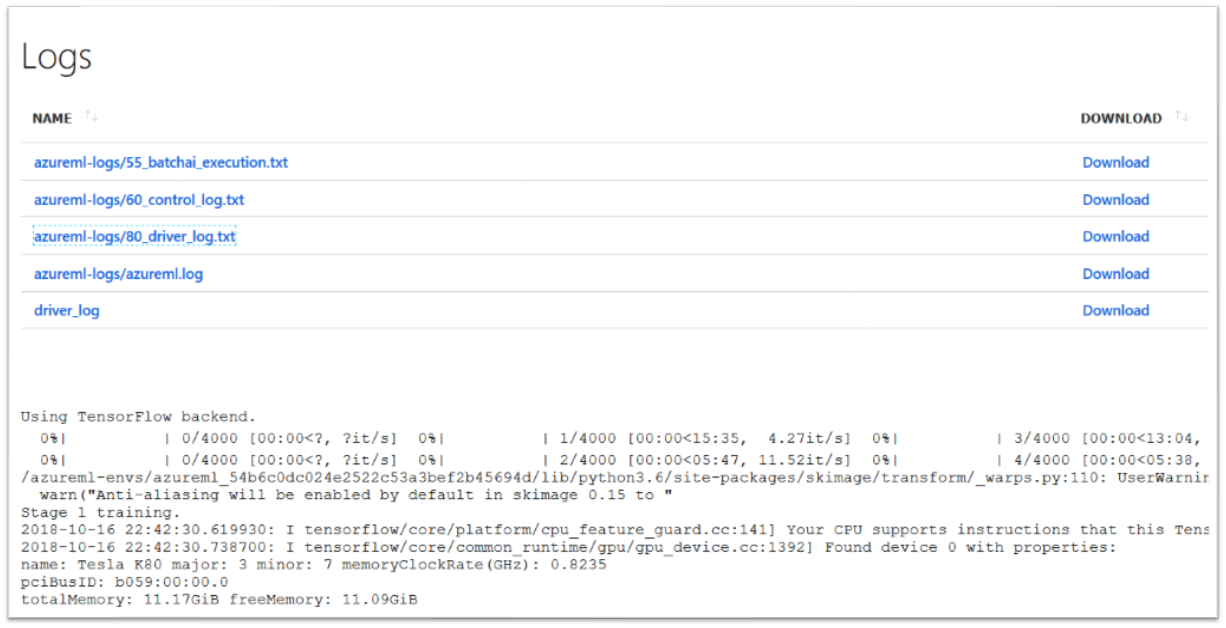 Logs
NAME DOWNLOAD
azureml-logs/55_batchai_execution.txt Download
azureml-logs/60_control_log.txt Download
azureml-logs/80_driver_log.txt Download
azureml-logs/azureml.log Download
driver_log Download
Using TensorFlow backend.
0%| | 0/4000 [00:00<?, ?it/s] 0%| | 1/4000 [00:00<15:35, 4.27it/s] 0%| | 3/4000 [00:00<13:04,
0%| | 0/4000 [00:00<?, ?it/s] 0%| | 2/4000 [00:00<05:47, 11.52it/s] 0%| | 4/4000 [00:00<05:38,
/azureml-envs/azureml_54b6c0dc024e2522c53a3bef2b45694d/lib/python3.6/site-packages/skimage/transform/_warps.py:110: UserWarnin
warn("Anti-aliasing will be enabled by default in skimage 0.15 to "
Stage 1 training.
2018-10-16 22:42:30.619930: I tensorflow/core/platform/cpu_feature_guard.cc:141] Your CPU supports instructions that this Tens
2018-10-16 22:42:30.738700: I tensorflow/core/common_runtime/gpu/gpu_device.cc:1392] Found device 0 with properties:
name: Tesla K80 major: 3 minor: 7 memoryClockRate(GHz): 0.8235
pciBusID: b059:00:00.0
totalMemory: 11.17GiB freeMemory: 11.09GiB